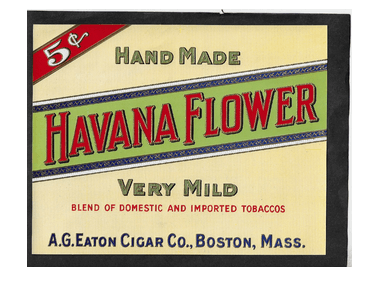 5¢
HAND MADE
HAVANA FLOWER
VERY MILD
BLEND OF DOMESTIC AND IMPORTED TOBACCOS
A.G. EATON CIGAR CO., BOSTON, MASS.